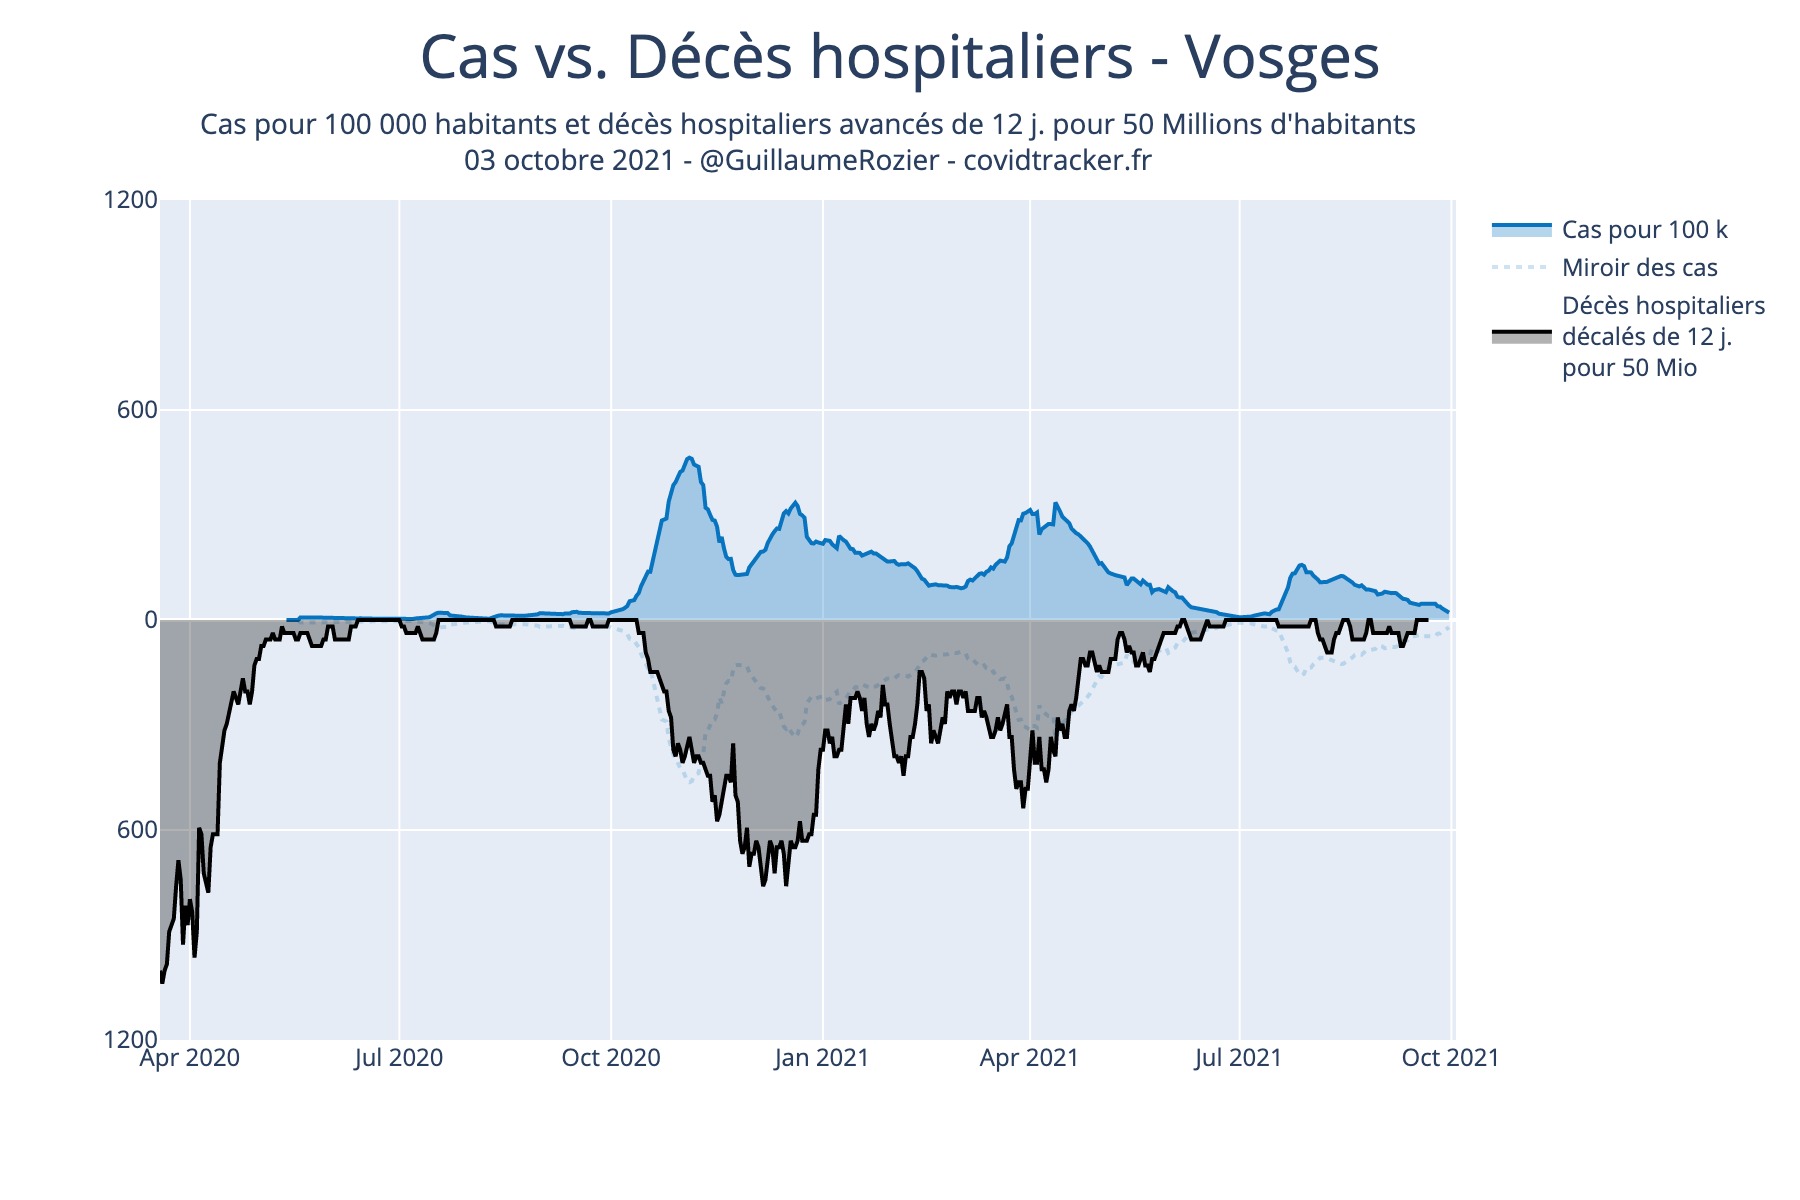 Cas vs. Décès hospitaliers - Vosges
Cas pour 100 000 habitants et décès hospitaliers avancés de 12 j. pour 50 Millions d'habitants
03 octobre 2021 - @GuillaumeRozier - covidtracker.fr
1200
600
0
600
1200
Apr 2020
Jul 2020
Oct 2020
Jan 2021
Apr 2021
Jul 2021
Oct 2021
Cas pour 100 k
Miroir des cas
Décès hospitaliers
décalés de 12 j.
pour 50 Mio